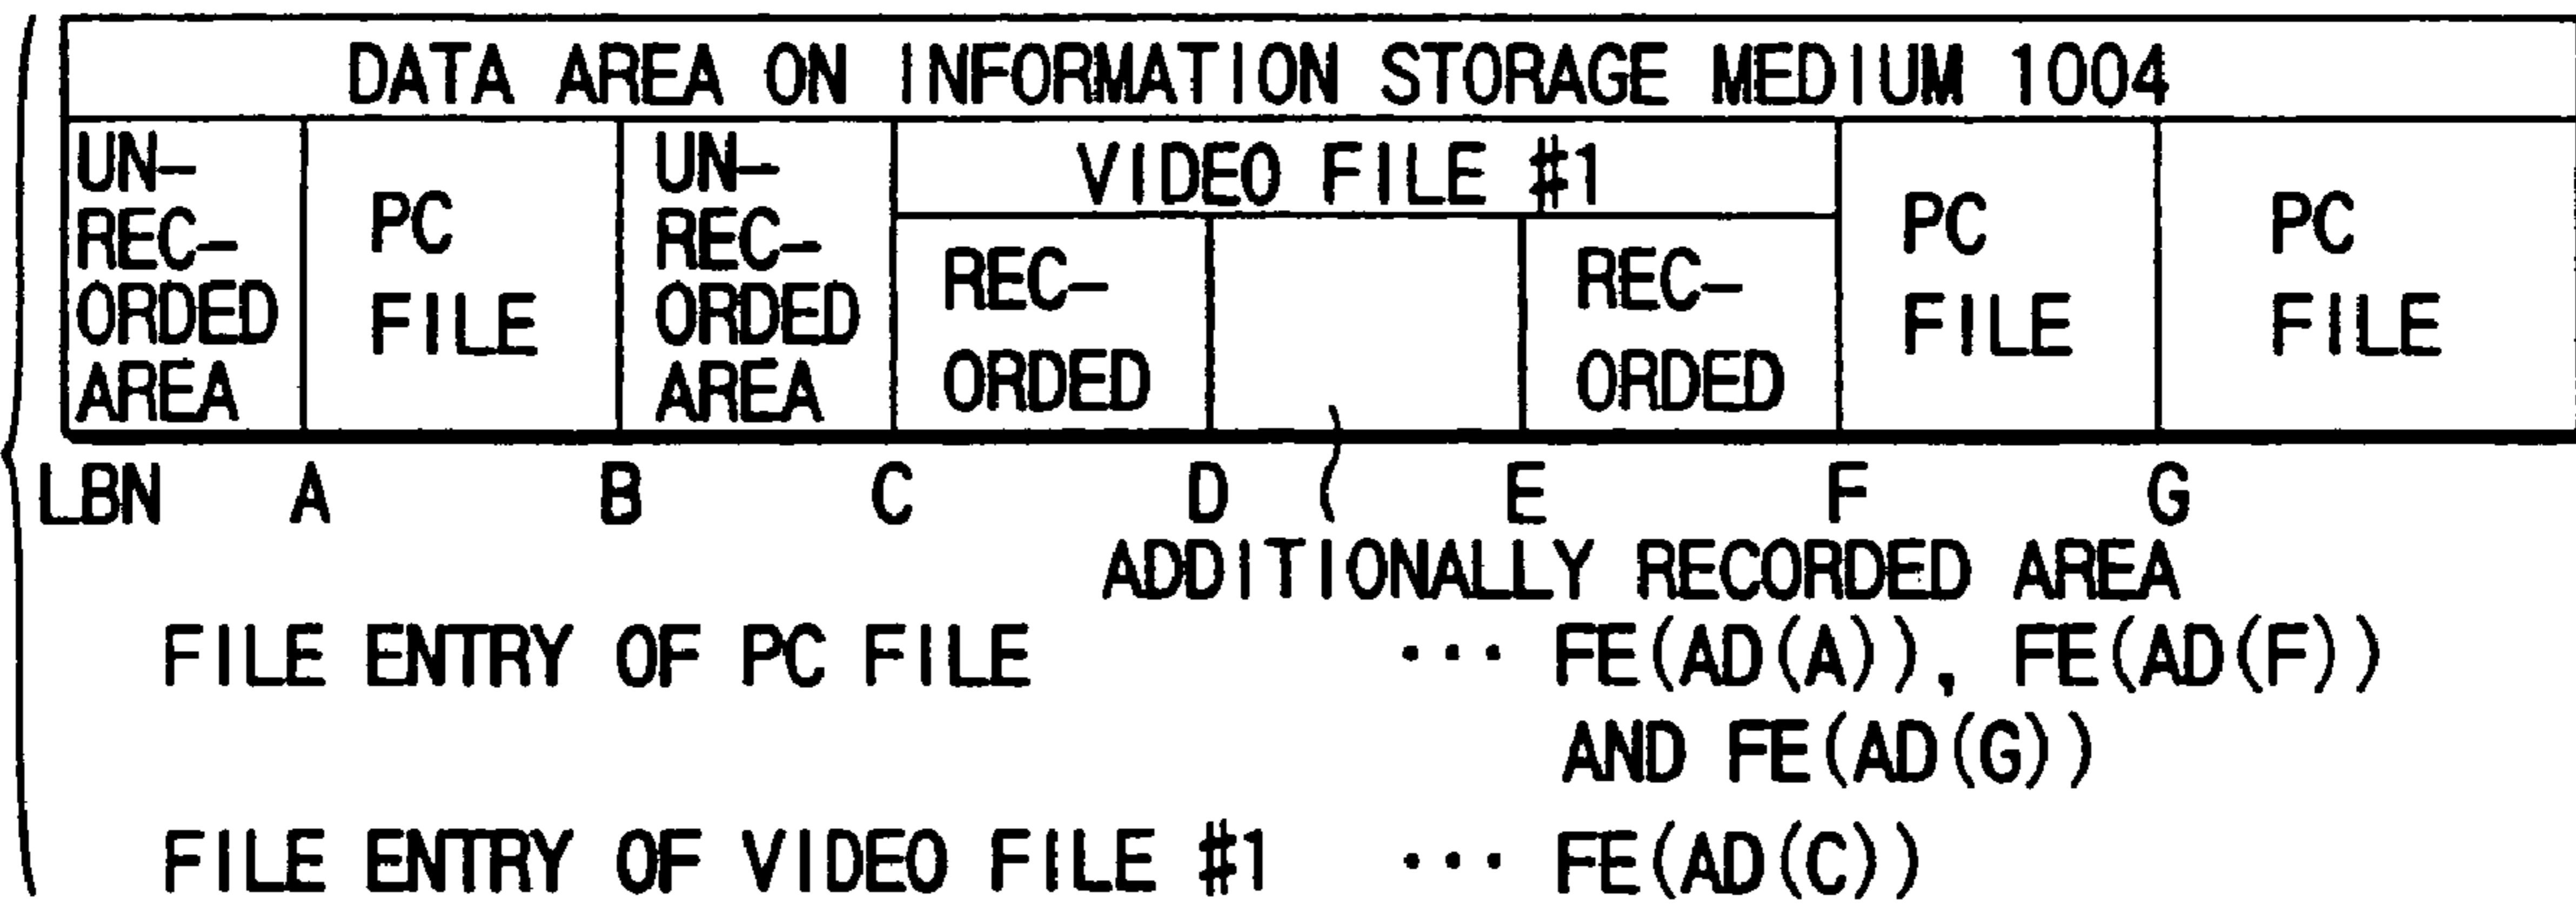 DATA AREA ON INFORMATION STORAGE MEDIUM 1004
UN-
REC-
ORDED
AREA
PC
FILE
UN-
REC-
ORDED
AREA
VIDEO FILE #1
REC-
ORDED
REC-
ORDED
PC
FILE
PC
FILE
LBN A B C D E F G
ADDITIONALLY RECORDED AREA
FILE ENTRY OF PC FILE ··· FE(AD(A)), FE(AD(F))
AND FE(AD(G))
FILE ENTRY OF VIDEO FILE #1 ··· FE(AD(C))